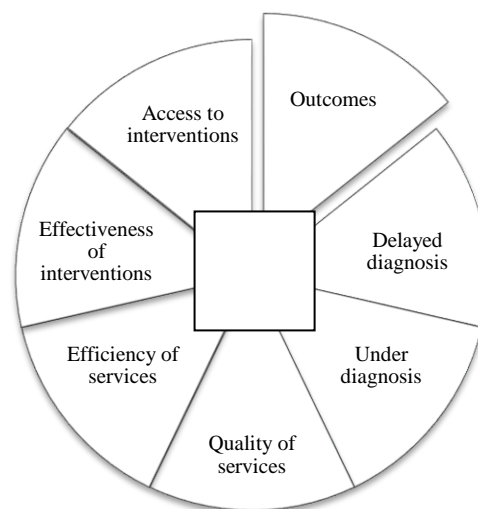 Outcomes
Delayed
diagnosis
Under
diagnosis
Quality of
services
Efficiency of
services
Effectiveness
of
interventions
Access to
interventions